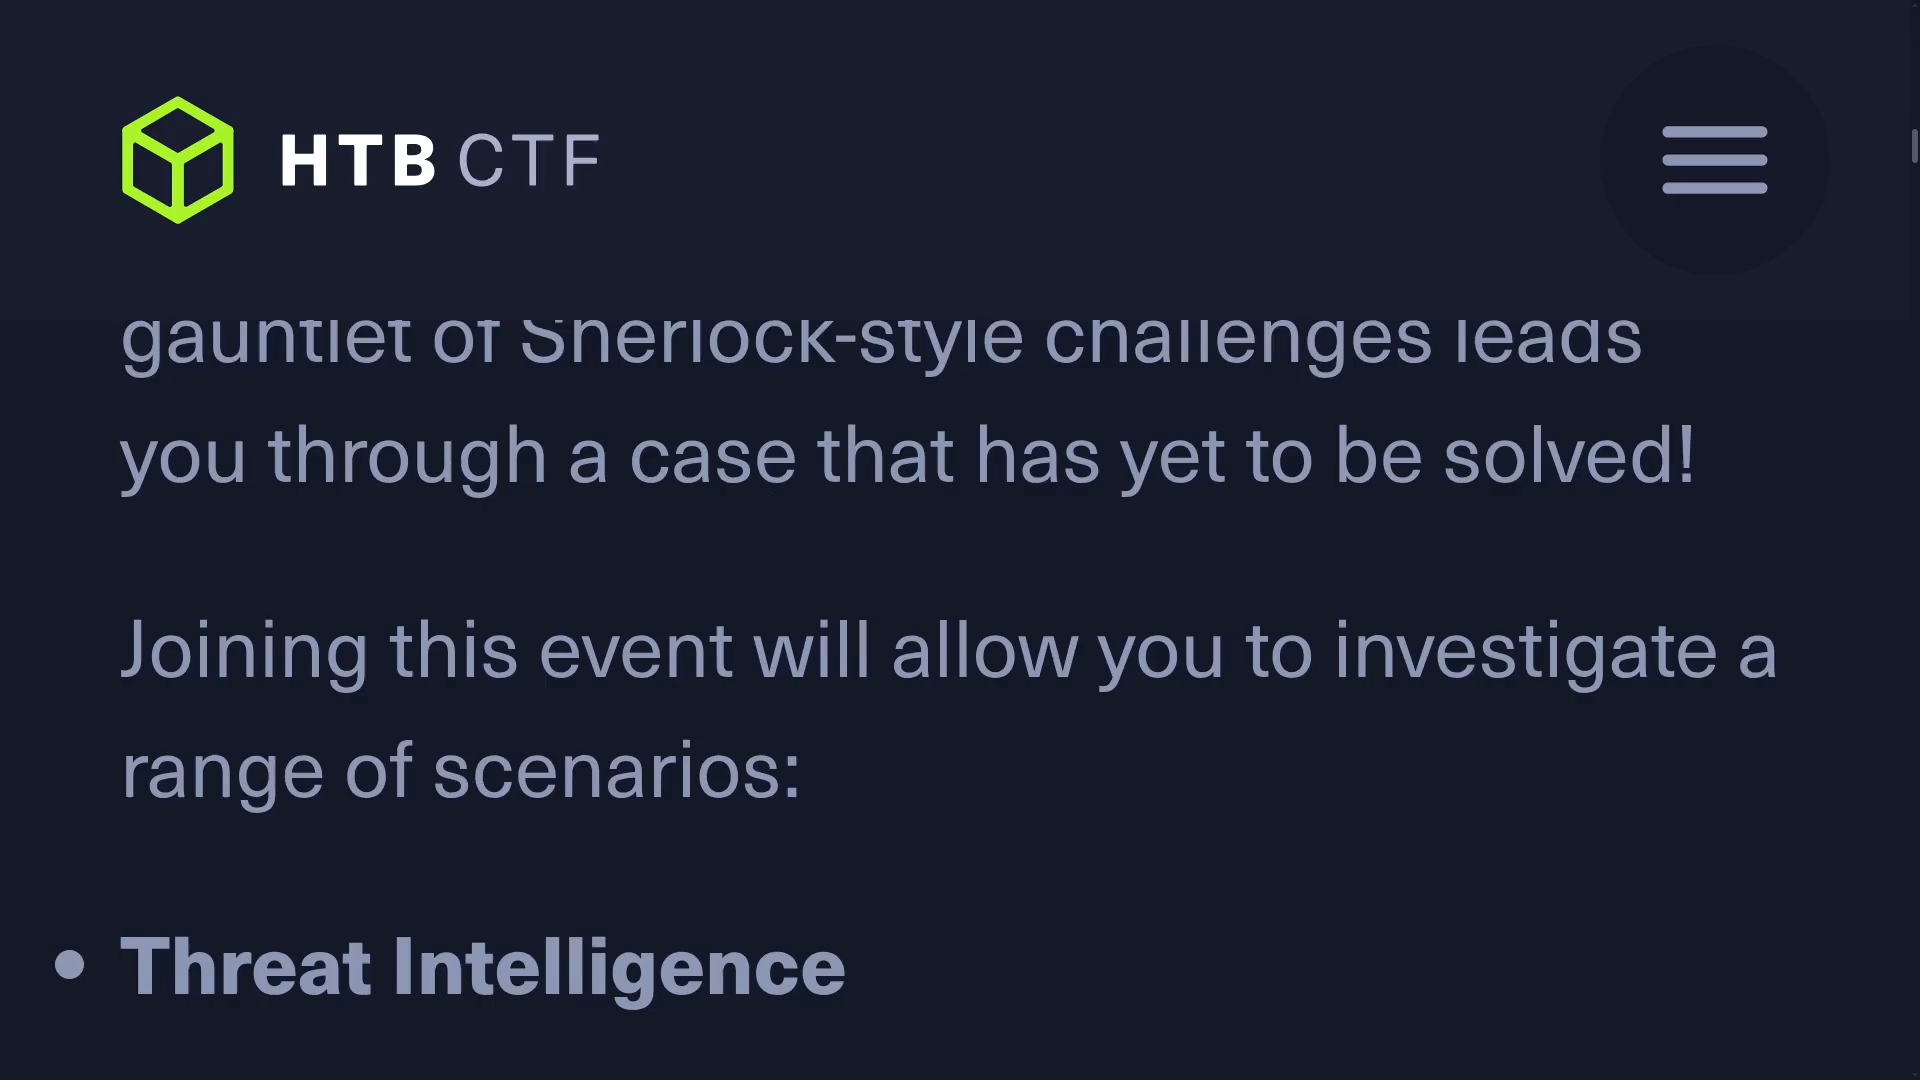 HTB CTF
gauntlet of Sherlock-style challenges leads
you through a case that has yet to be solved!
Joining this event will allow you to investigate a
range of scenarios:
• Threat Intelligence